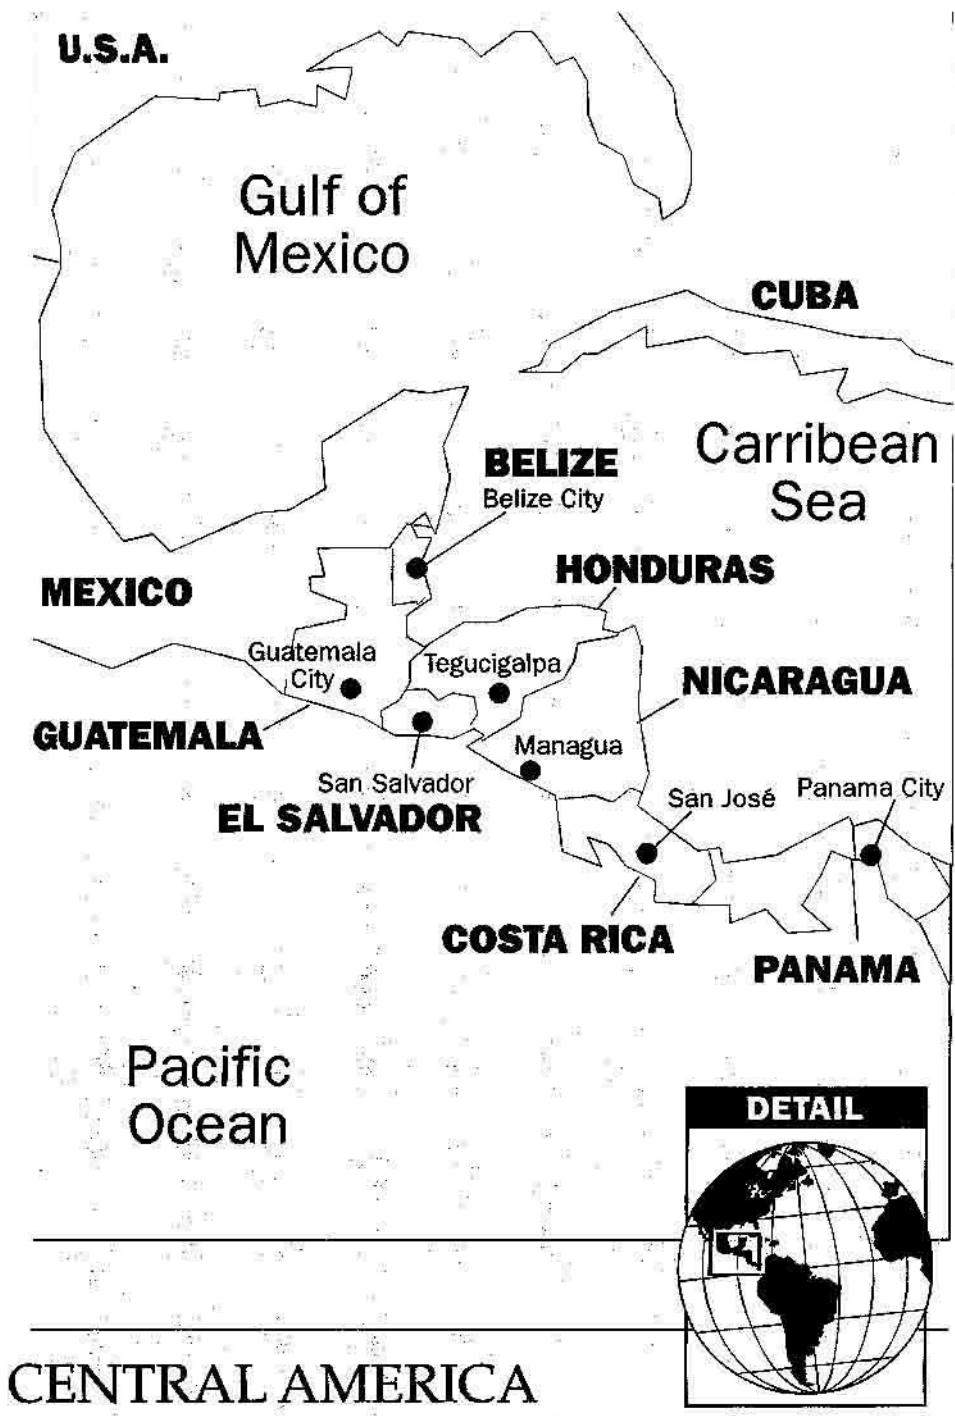 U.S.A.
Gulf of
Mexico
CUBA
Carribean
Sea
BELIZE
Belize City
HONDURAS
MEXICO
Guatemala
City
Tegucigalpa
NICARAGUA
GUATEMALA
Managua
San Salvador
EL SALVADOR
San José
Panama City
COSTA RICA
PANAMA
Pacific
Ocean
DETAIL
CENTRAL AMERICA